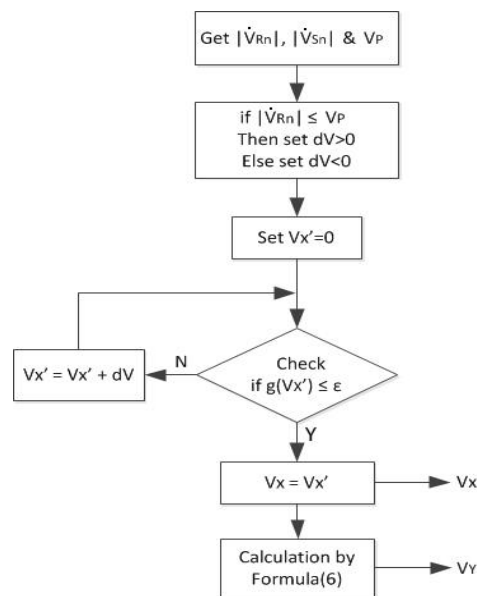 Get |V̇Rn|, |V̇Sn| & VP
if |V̇Rn| ≤ VP
Then set dV>0
Else set dV<0
Set Vx’=0
Check
if g(Vx’) ≤ ε
N
Vx’ = Vx’ + dV
Y
Vx = Vx’
Vx
Calculation by
Formula(6)
VY